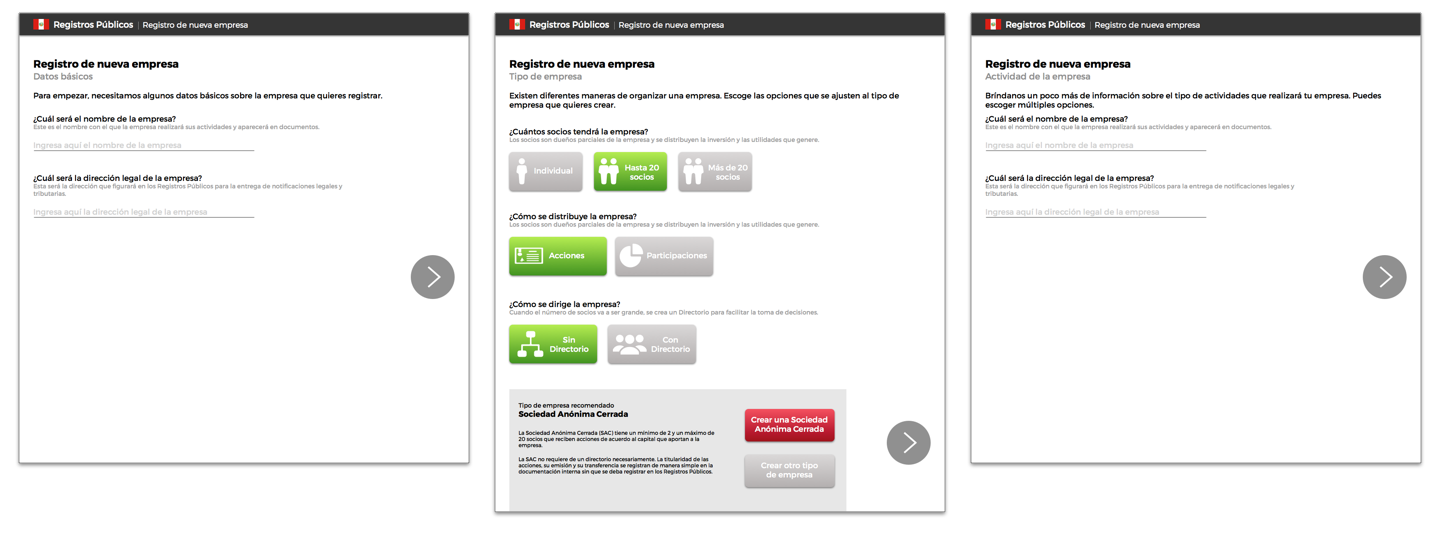 Registros Públicos | Registro de nueva empresa
Registro de nueva empresa
Datos básicos
Para empezar, necesitamos algunos datos básicos sobre la empresa que quieres registrar.
¿Cuál será el nombre de la empresa?
Este es el nombre con el que la empresa realizará sus actividades y aparecerá en documentos.
Ingresa aquí el nombre de la empresa
¿Cuál será la dirección legal de la empresa?
Esta será la dirección que figurará en los Registros Públicos para la entrega de notificaciones legales y
tributarias.
Ingresa aquí la dirección legal de la empresa
Registros Públicos | Registro de nueva empresa
Registro de nueva empresa
Tipo de empresa
Existen diferentes maneras de organizar una empresa. Escoge las opciones que se ajusten al tipo de
empresa que quieres crear.
¿Cuántos socios tendrá la empresa?
Los socios son dueños parciales de la empresa y se distribuyen la inversión y las utilidades que genere.
Individual
Hasta 20
socios
Más de 20
socios
¿Cómo se distribuye la empresa?
Los socios son dueños parciales de la empresa y se distribuyen la inversión y las utilidades que genere.
Acciones
Participaciones
¿Cómo se dirige la empresa?
Cuando el número de socios va a ser grande, se crea un Directorio para facilitar la toma de decisiones.
Sin
Directorio
Con
Directorio
Tipo de empresa recomendado
Sociedad Anónima Cerrada
La Sociedad Anónima Cerrada (SAC) tiene un mínimo de 2 y un máximo de
20 socios que reciben acciones de acuerdo al capital que aportan a la
empresa.
La SAC no requiere de un directorio necesariamente. La titularidad de las
acciones, su emisión y su transferencia se registran de manera simple en la
documentación interna sin que se deba registrar en los Registros Públicos.
Crear una Sociedad
Anónima Cerrada
Crear otro tipo
de empresa
Registros Públicos | Registro de nueva empresa
Registro de nueva empresa
Actividad de la empresa
Bríndanos un poco más de información sobre el tipo de actividades que realizará tu empresa. Puedes
escoger múltiples opciones.
¿Cuál será el nombre de la empresa?
Este es el nombre con el que la empresa realizará sus actividades y aparecerá en documentos.
Ingresa aquí el nombre de la empresa
¿Cuál será la dirección legal de la empresa?
Esta será la dirección que figurará en los Registros Públicos para la entrega de notificaciones legales y
tributarias.
Ingresa aquí la dirección legal de la empresa